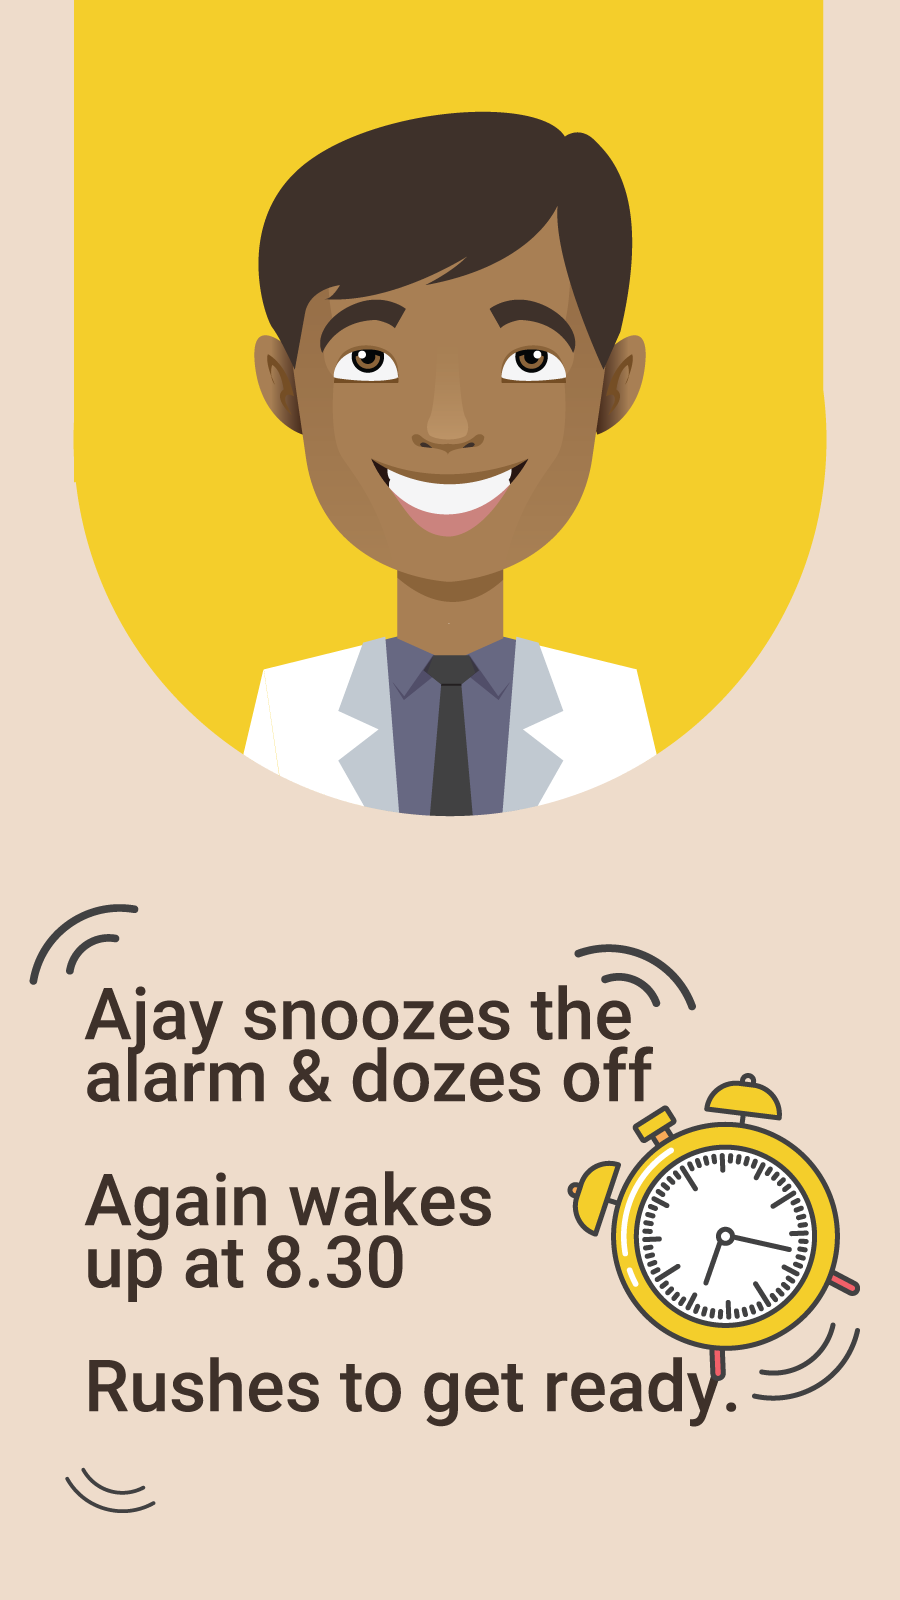 Ajay snoozes the
alarm & dozes off
Again wakes
up at 8.30
Rushes to get ready.